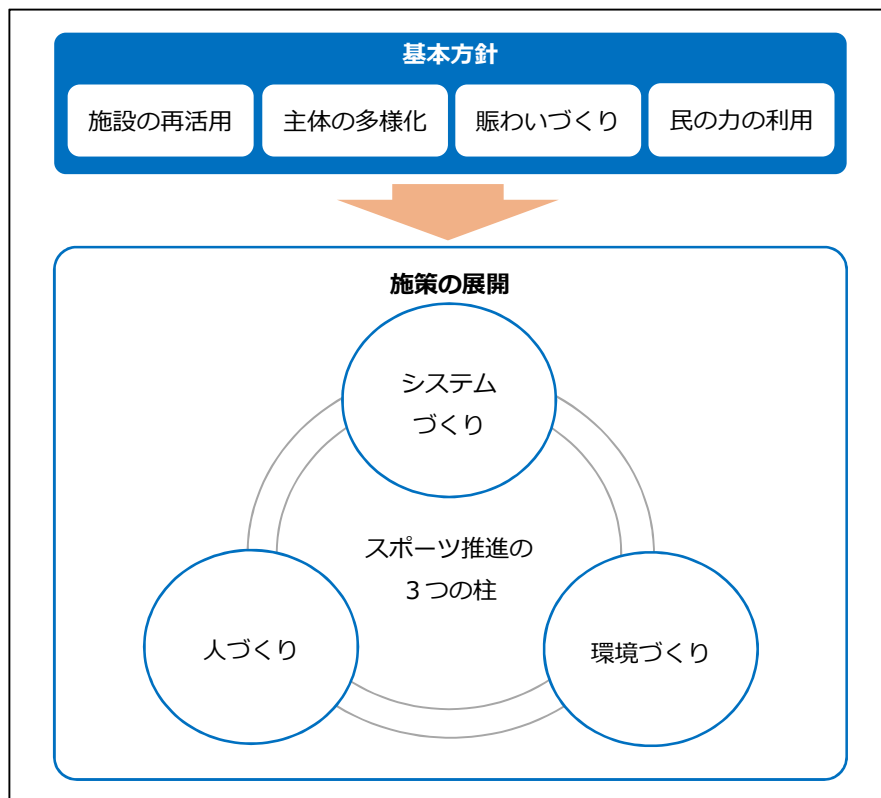 基本方針
施設の再活用
主体の多様化
賑わいづくり
民の力の利用
施策の展開
システム
づくり
スポーツ推進の
３つの柱
人づくり
環境づくり